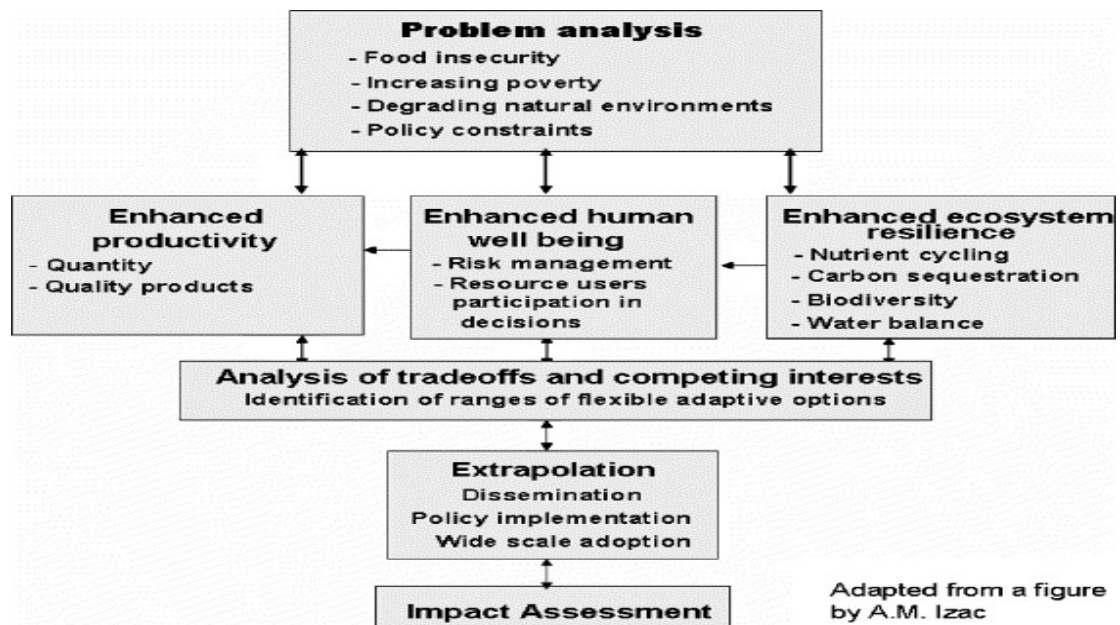 Problem analysis
- Food insecurity
- Increasing poverty
- Degrading natural environments
- Policy constraints
Enhanced
productivity
- Quantity
- Quality products
Enhanced human
well being
- Risk management
- Resource users
participation in
decisions
Enhanced ecosystem
resilience
- Nutrient cycling
- Carbon sequestration
- Biodiversity
- Water balance
Analysis of tradeoffs and competing interests
Identification of ranges of flexible adaptive options
Extrapolation
Dissemination
Policy implementation
Wide scale adoption
Impact Assessment
Adapted from a figure
by A.M. Izac